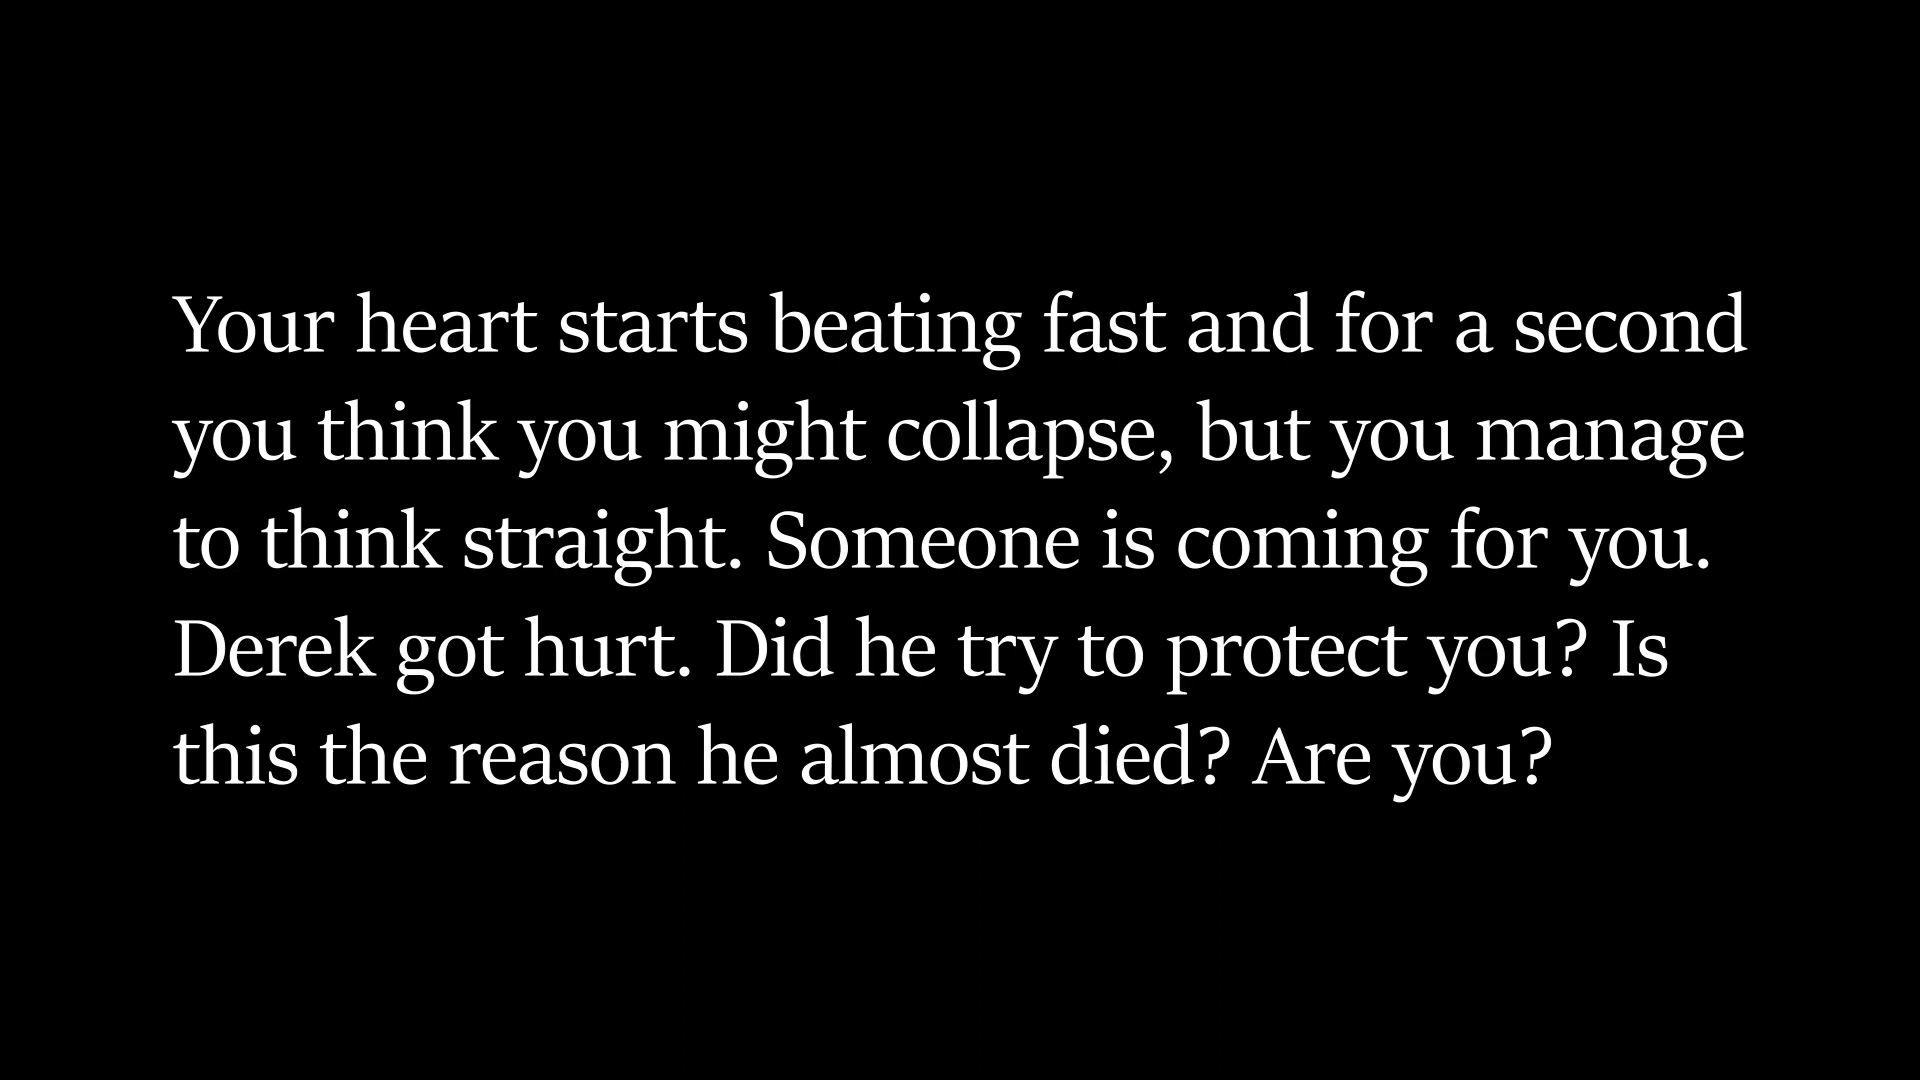 Your heart starts beating fast and for a second
you think you might collapse, but you manage
to think straight. Someone is coming for you.
Derek got hurt. Did he try to protect you? Is
this the reason he almost died? Are you?